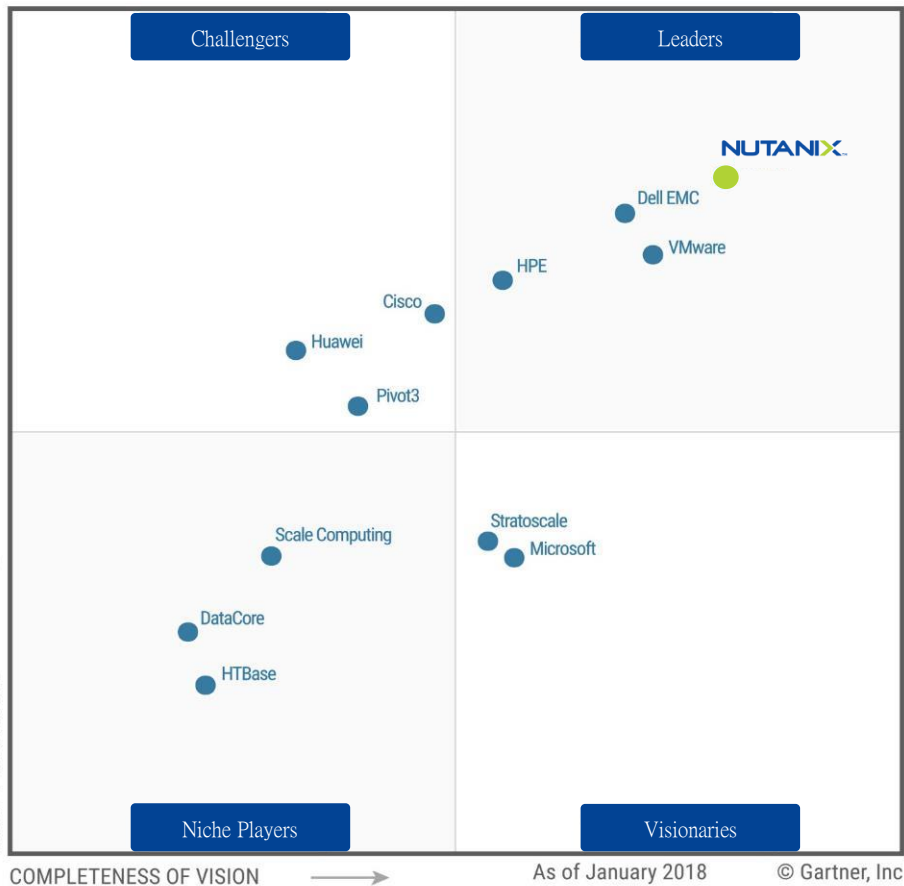 Challengers
Leaders
NUTANIX™
Dell EMC
VMware
HPE
Cisco
Huawei
Pivot3
Stratoscale
Microsoft
Scale Computing
DataCore
HTBase
Niche Players
Visionaries
COMPLETENESS OF VISION
As of January 2018
© Gartner, Inc